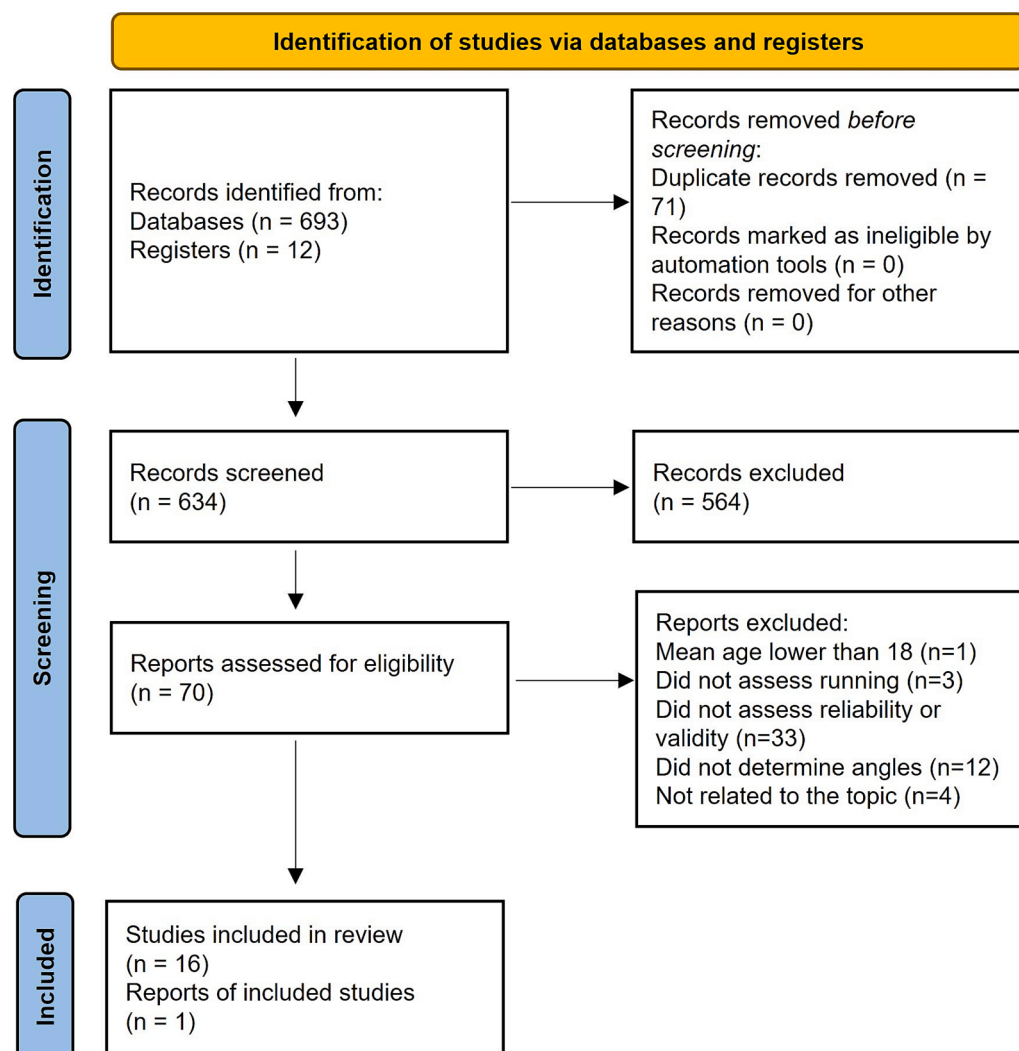 Identification of studies via databases and registers
Identification
Records identified from:
Databases (n = 693)
Registers (n = 12)
Records removed before
screening:
Duplicate records removed (n =
71)
Records marked as ineligible by
automation tools (n = 0)
Records removed for other
reasons (n = 0)
Screening
Records screened
(n = 634)
Records excluded
(n = 564)
Reports assessed for eligibility
(n = 70)
Reports excluded:
Mean age lower than 18 (n=1)
Did not assess running (n=3)
Did not assess reliability or
validity (n=33)
Did not determine angles (n=12)
Not related to the topic (n=4)
Included
Studies included in review
(n = 16)
Reports of included studies
(n = 1)